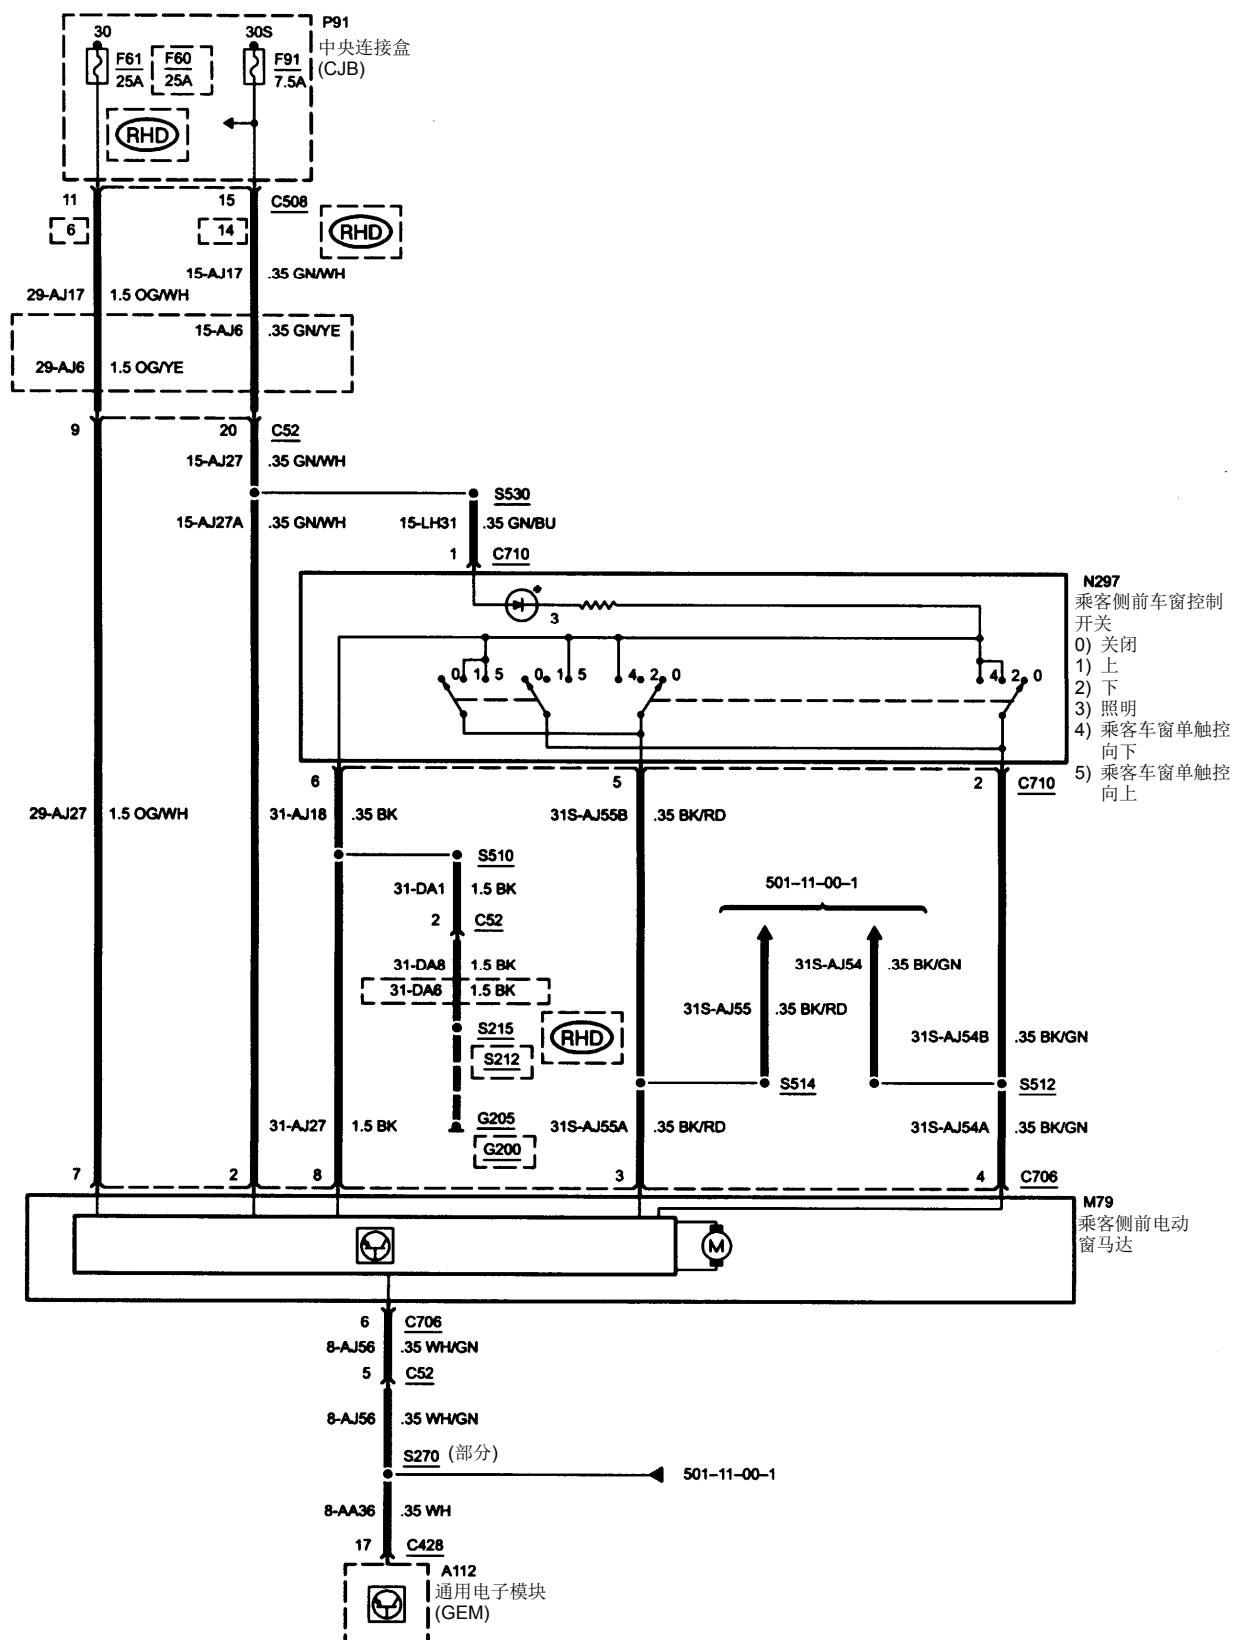 P91
中央连接盒
(CJB)
30
30S
F61
25A
F60
25A
F91
7.5A
RHD
11
15
C508
6
14
RHD
15-AJ17 .35 GN/WH
29-AJ17 1.5 OG/WH
15-AJ6 .35 GN/YE
29-AJ6 1.5 OG/YE
9
20
C52
15-AJ27 .35 GN/WH
S530
15-AJ27A .35 GN/WH
15-LH31 .35 GN/BU
1
C710
N297
乘客侧前车窗控制
开关
0) 关闭
1) 上
2) 下
3) 照明
4) 乘客车窗单触控
向下
5) 乘客车窗单触控
向上
3
0 1 5
0 1 5
4 2 0
4 2 0
6
5
2
C710
29-AJ27 1.5 OG/WH
31-AJ18 .35 BK
31S-AJ55B .35 BK/RD
S510
31-DA1 1.5 BK
501–11–00–1
2
C52
31-DA8 1.5 BK
31S-AJ54 .35 BK/GN
31-DA6 1.5 BK
31S-AJ55 .35 BK/RD
S215
S212
RHD
31S-AJ54B .35 BK/GN
S514
S512
G205
G200
31-AJ27 1.5 BK
31S-AJ55A .35 BK/RD
31S-AJ54A .35 BK/GN
7
2
8
3
4
C706
M79
乘客侧前电动
窗马达
M
6
C706
8-AJ56 .35 WH/GN
5
C52
8-AJ56 .35 WH/GN
S270 (部分)
501–11–00–1
8-AA36 .35 WH
17
C428
A112
通用电子模块
(GEM)